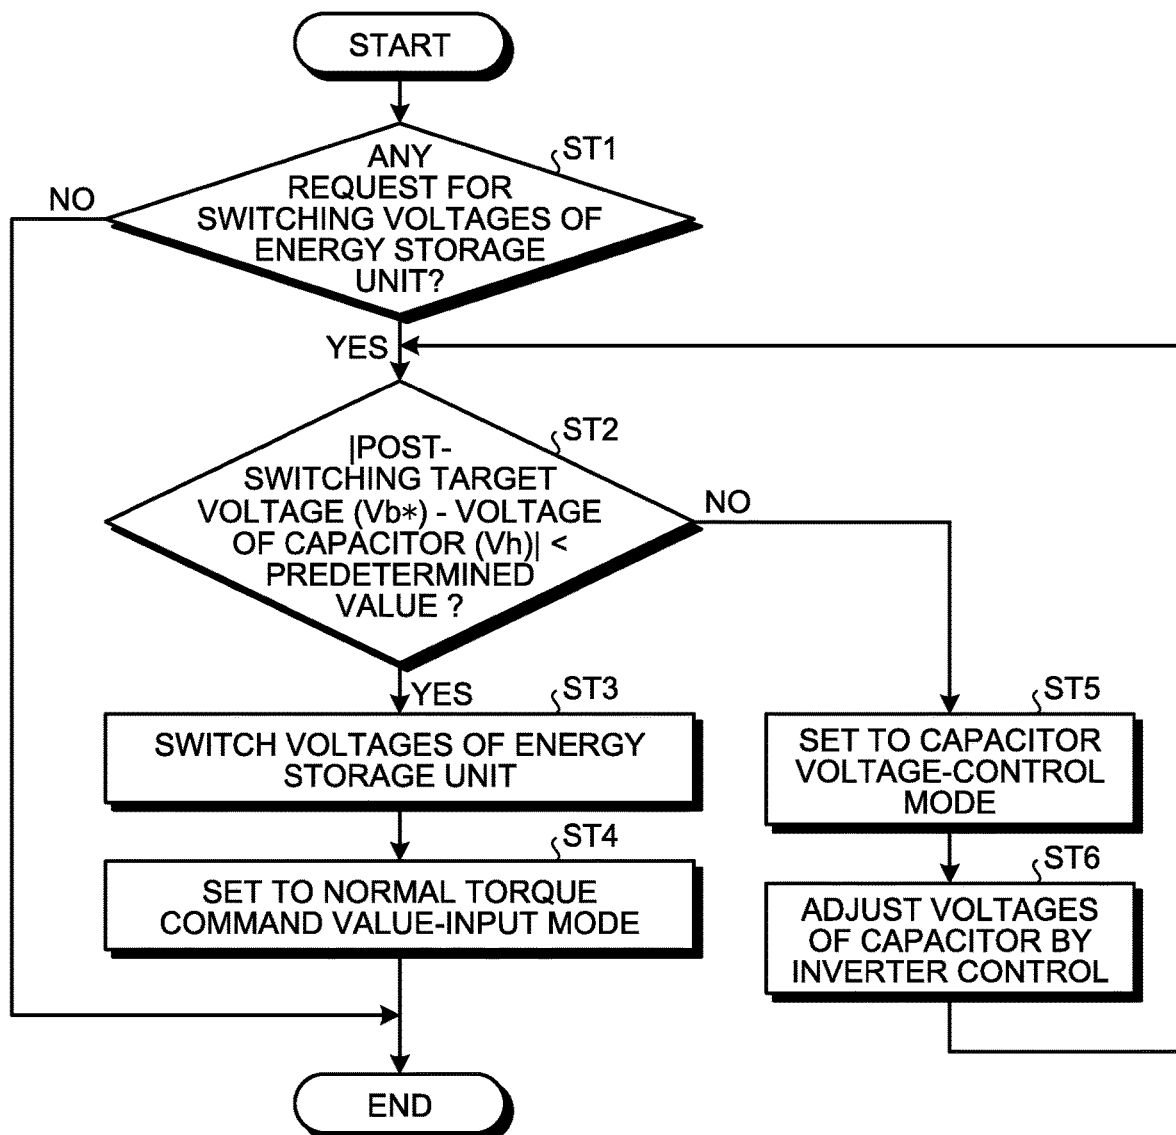 START
ST1
ANY
REQUEST FOR
SWITCHING VOLTAGES OF
ENERGY STORAGE
UNIT?
NO
YES
ST2
|POST-
SWITCHING TARGET
VOLTAGE (Vb*) - VOLTAGE
OF CAPACITOR (Vh)| <
PREDETERMINED
VALUE ?
NO
YES
ST3
SWITCH VOLTAGES OF ENERGY
STORAGE UNIT
ST4
SET TO NORMAL TORQUE
COMMAND VALUE-INPUT MODE
ST5
SET TO CAPACITOR
VOLTAGE-CONTROL
MODE
ST6
ADJUST VOLTAGES
OF CAPACITOR BY
INVERTER CONTROL
END